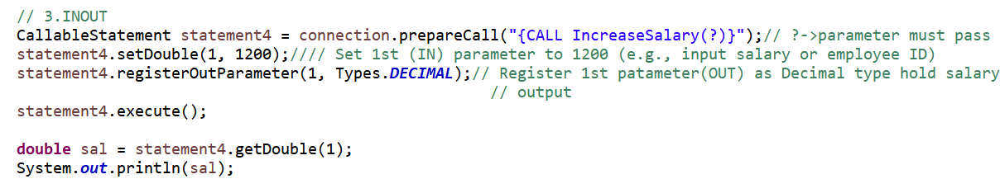 // 3.INOUT
CallableStatement statement4 = connection.prepareCall("{CALL IncreaseSalary(?)}");// ?->parameter must pass
statement4.setDouble(1, 1200);//// Set 1st (IN) parameter to 1200 (e.g., input salary or employee ID)
statement4.registerOutParameter(1, Types.DECIMAL);// Register 1st patameter(OUT) as Decimal type hold salary
// output
statement4.execute();
double sal = statement4.getDouble(1);
System.out.println(sal);